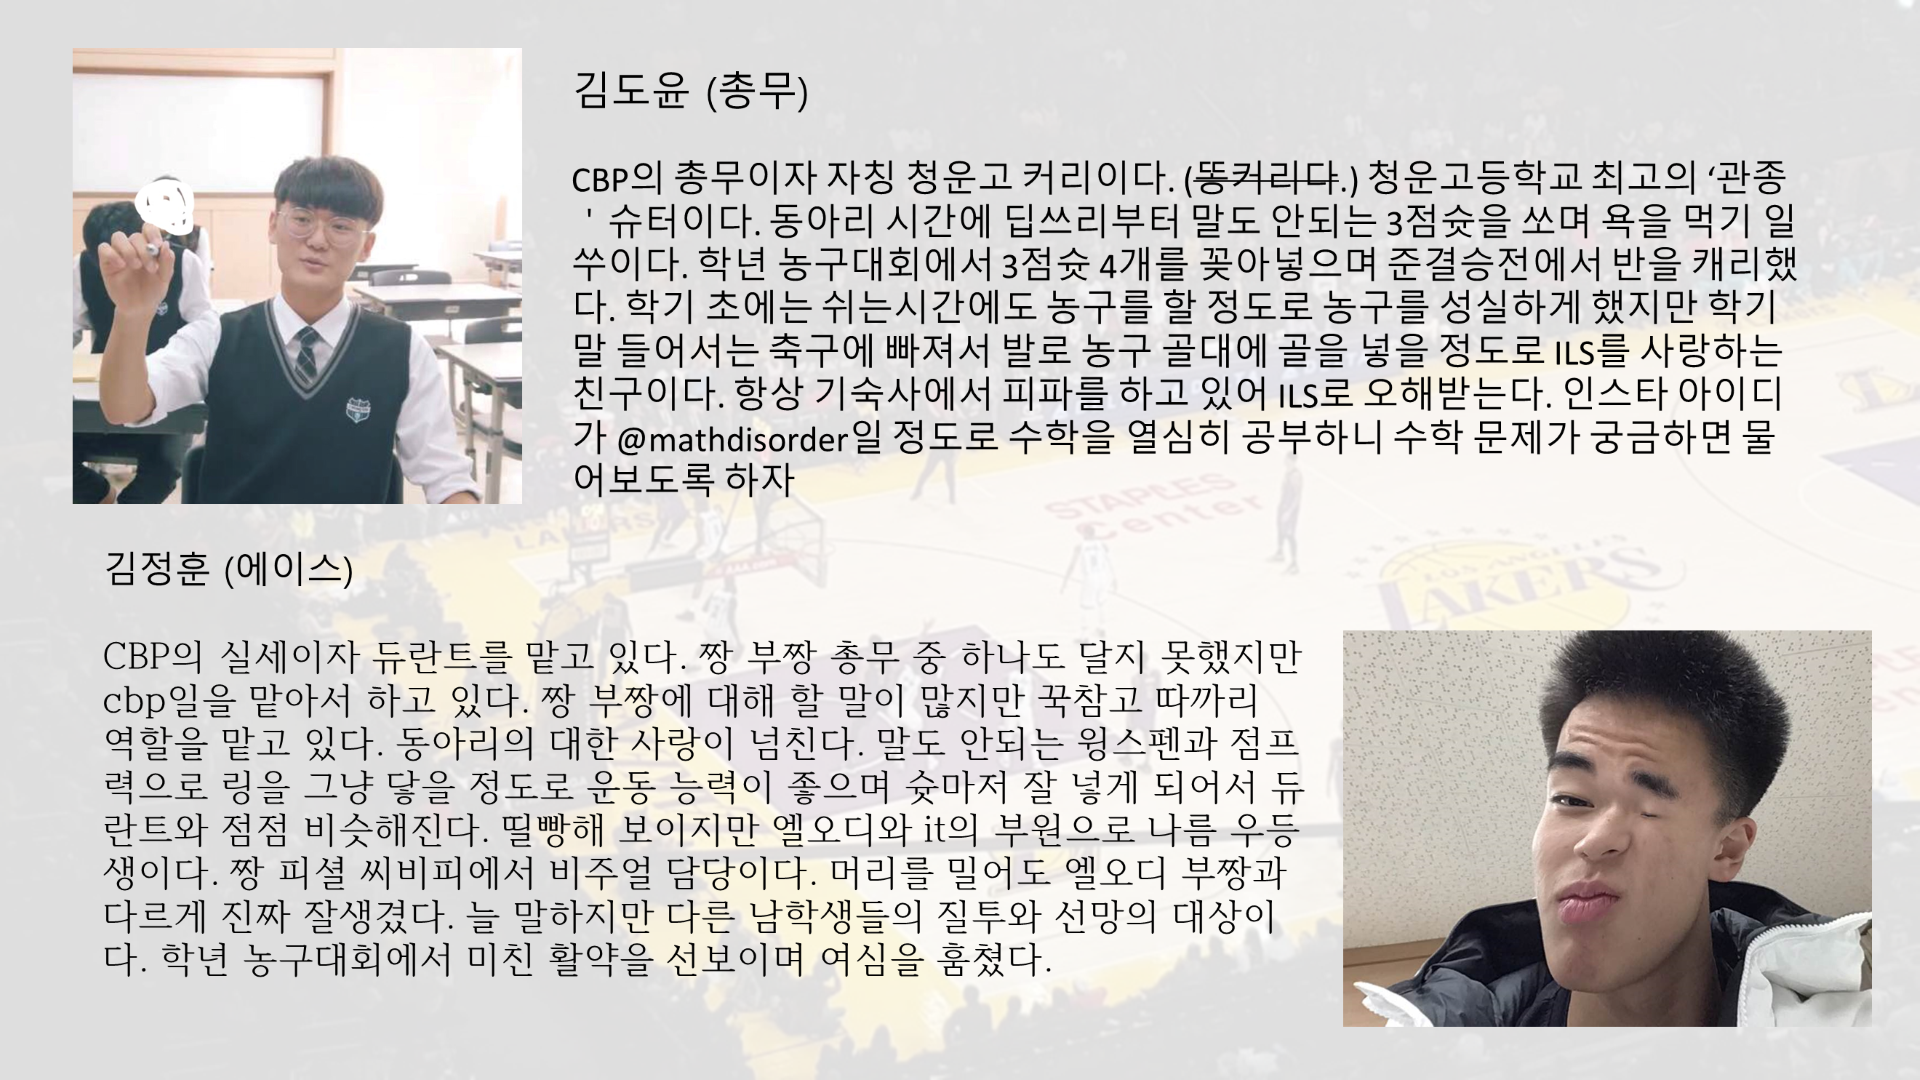 김도윤 (총무)
CBP의 총무이자 자칭 청운고 커리이다. (똥커리다.) 청운고등학교 최고의 ‘관종
' 슈터이다. 동아리 시간에 딥쓰리부터 말도 안되는 3점슛을 쏘며 욕을 먹기 일
쑤이다. 학년 농구대회에서 3점슛 4개를 꽂아넣으며 준결승전에서 반을 캐리했
다. 학기 초에는 쉬는시간에도 농구를 할 정도로 농구를 성실하게 했지만 학기
말 들어서는 축구에 빠져서 발로 농구 골대에 골을 넣을 정도로 ILS를 사랑하는
친구이다. 항상 기숙사에서 피파를 하고 있어 ILS로 오해받는다. 인스타 아이디
가 @mathdisorder일 정도로 수학을 열심히 공부하니 수학 문제가 궁금하면 물
어보도록 하자
STAPLES
Center
LAKERS
LOS ANGELES
LAKERS
김정훈 (에이스)
CBP의 실세이자 듀란트를 맡고 있다. 짱 부짱 총무 중 하나도 달지 못했지만
cbp일을 맡아서 하고 있다. 짱 부짱에 대해 할 말이 많지만 꾹참고 따까리
역할을 맡고 있다. 동아리의 대한 사랑이 넘친다. 말도 안되는 윙스펜과 점프
력으로 링을 그냥 닿을 정도로 운동 능력이 좋으며 슛마저 잘 넣게 되어서 듀
란트와 점점 비슷해진다. 띨빵해 보이지만 엘오디와 it의 부원으로 나름 우등
생이다. 짱 피셜 씨비피에서 비주얼 담당이다. 머리를 밀어도 엘오디 부짱과
다르게 진짜 잘생겼다. 늘 말하지만 다른 남학생들의 질투와 선망의 대상이
다. 학년 농구대회에서 미친 활약을 선보이며 여심을 훔쳤다.